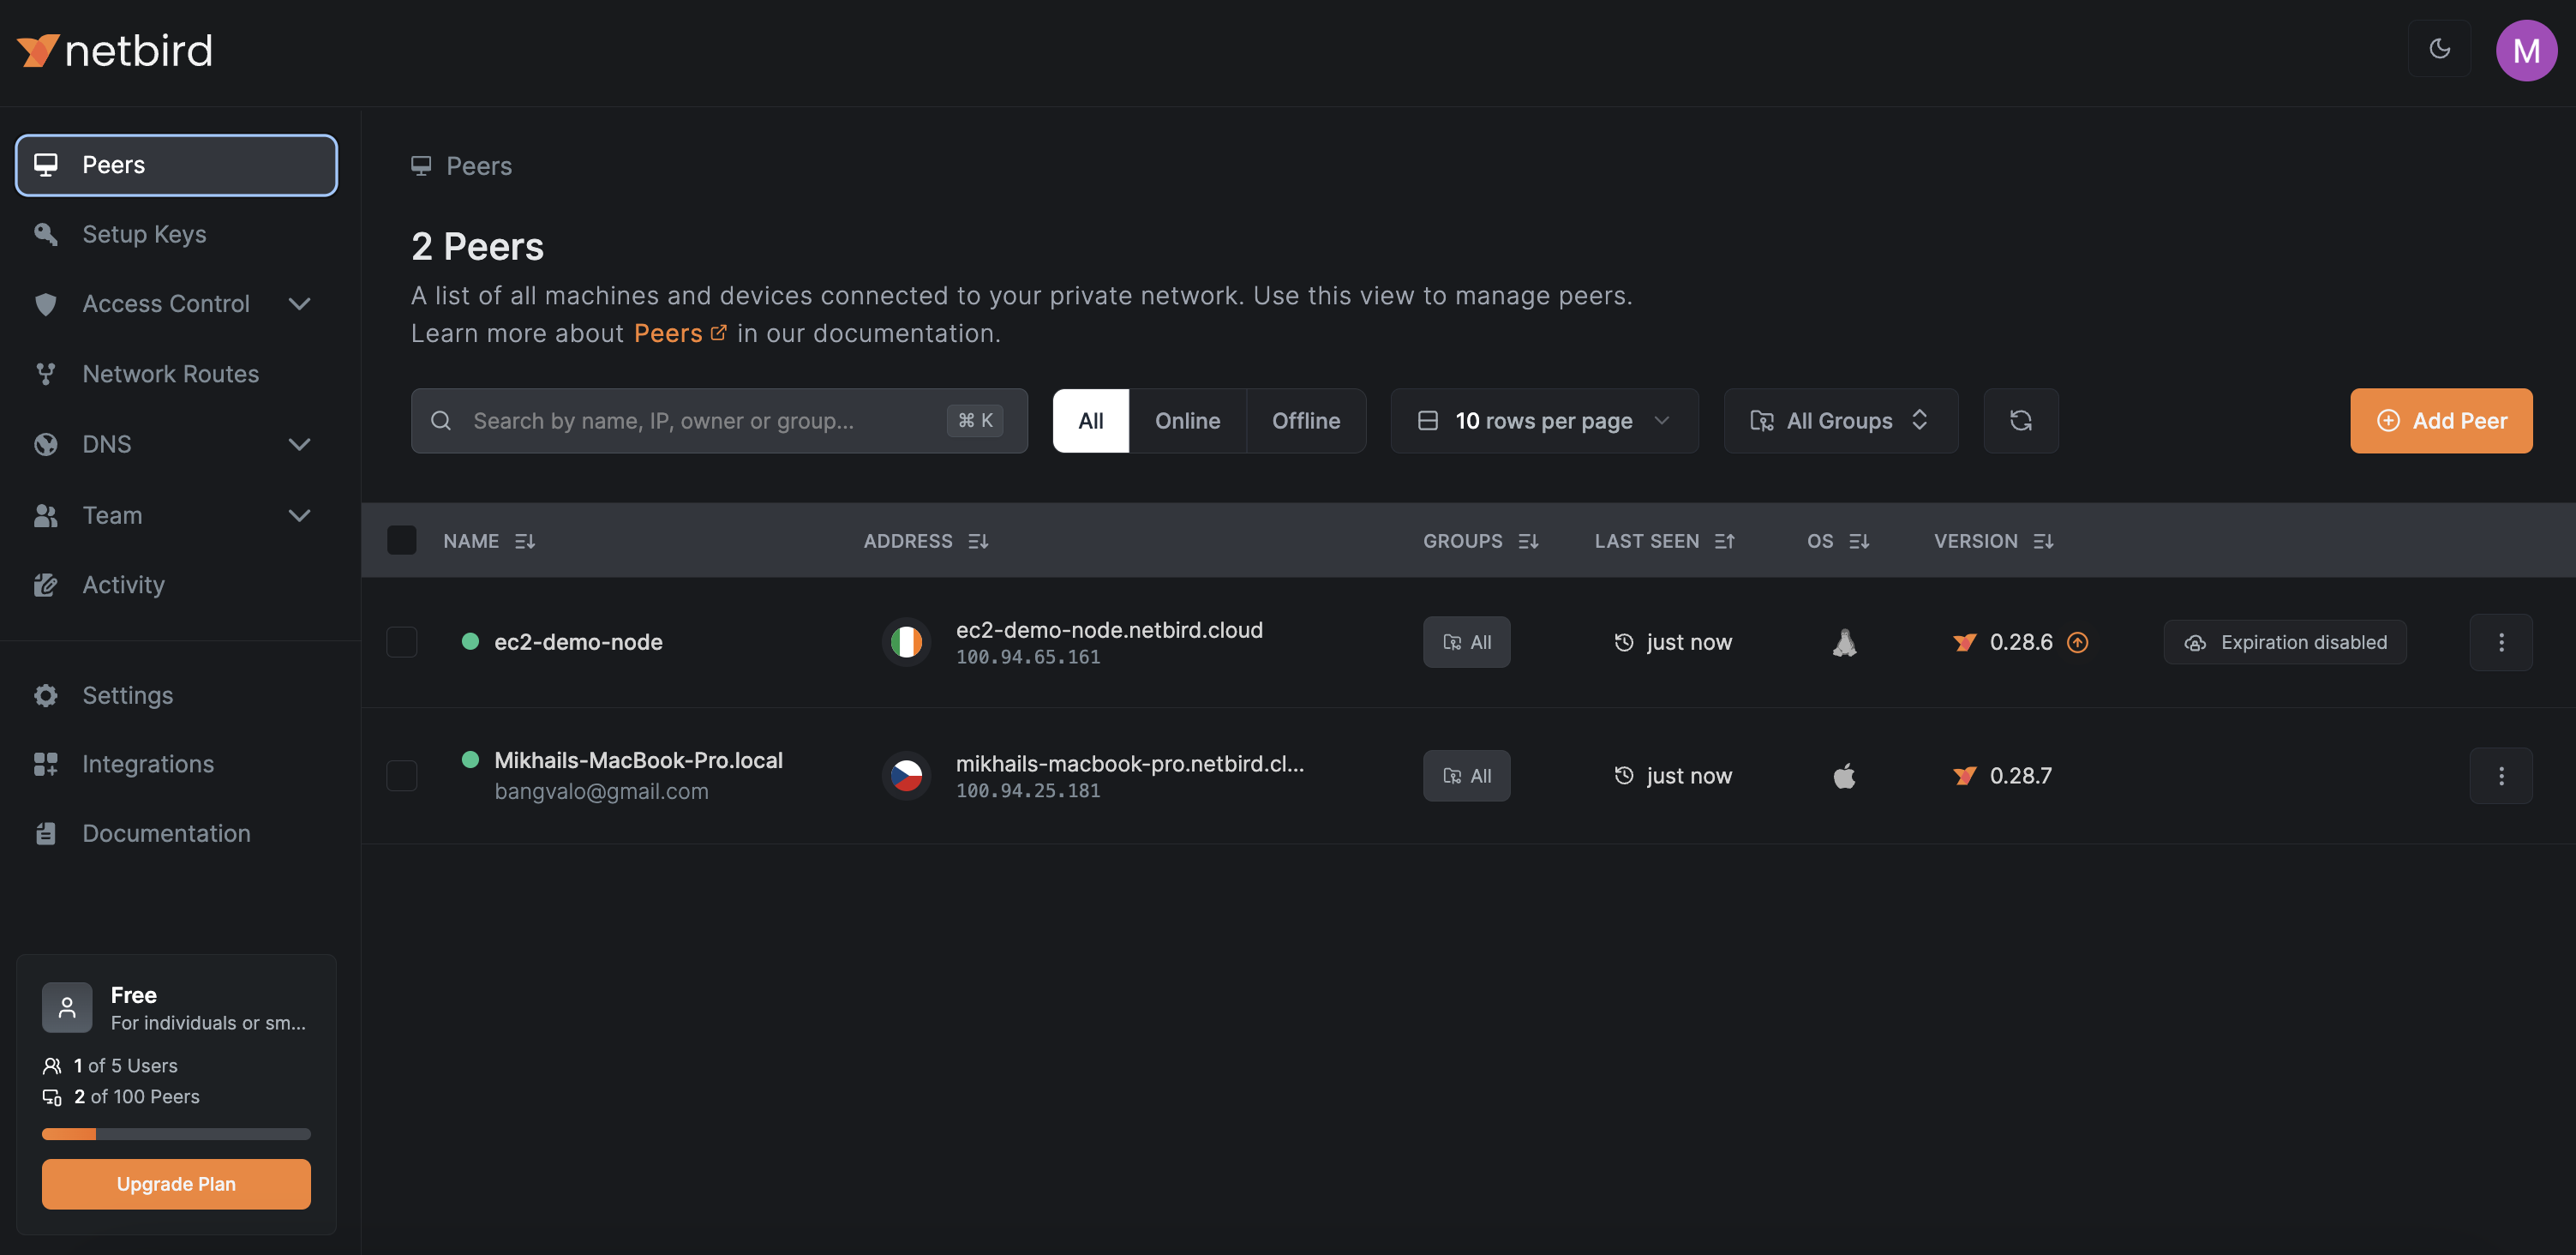 netbird
M
Peers
Setup Keys
Access Control
Network Routes
DNS
Team
Activity
Settings
Integrations
Documentation
Free
For individuals or sm...
1 of 5 Users
2 of 100 Peers
Upgrade Plan
Peers
2 Peers
A list of all machines and devices connected to your private network. Use this view to manage peers.
Learn more about Peers in our documentation.
Search by name, IP, owner or group... ⌘ K
All Online Offline
10 rows per page
All Groups
Add Peer
NAME ADDRESS GROUPS LAST SEEN OS VERSION
ec2-demo-node
ec2-demo-node.netbird.cloud
100.94.65.161
All
just now
0.28.6
Expiration disabled
Mikhails-MacBook-Pro.local
bangvalo@gmail.com
mikhails-macbook-pro.netbird.cl...
100.94.25.181
All
just now
0.28.7